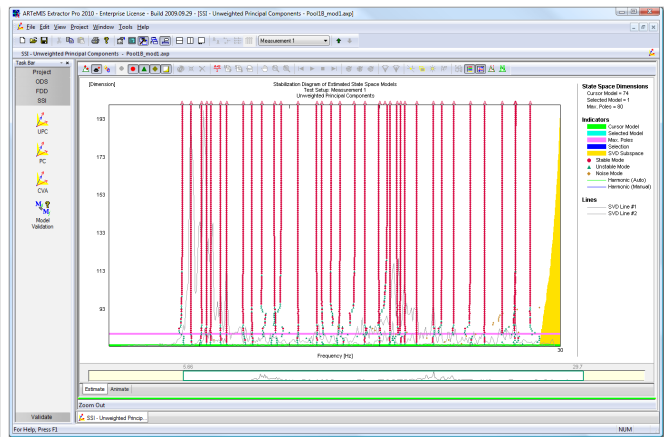 ARTeMIS Extractor Pro 2010 - Enterprise License - Build 2009.09.29 - [SSI - Unweighted Principal Components - Pool18_mod1.axp]
File Edit View Project Window Tools Help
Measurement 1
SSI - Unweighted Principal Components - Pool18_mod1.axp
Task Bar
Project
ODS
FDD
SSI
UPC
PC
CVA
Model
Validation
Validate
[Dimension]
Stabilization Diagram of Estimated State Space Models
Test Setup: Measurement 1
Unweighted Principal Components
193
173
153
133
113
93
30
Frequency [Hz]
State Space Dimensions
Cursor Model = 74
Selected Model = 1
Max. Poles = 80
Indicators
Cursor Model
Selected Model
Max. Poles
Selection
SVD Subspace
Stable Mode
Unstable Mode
Noise Mode
Harmonic (Auto)
Harmonic (Manual)
Lines
SVD Line #1
SVD Line #2
Estimate Animate
Zoom Out
SSI - Unweighted Princip...
For Help, Press F1
NUM